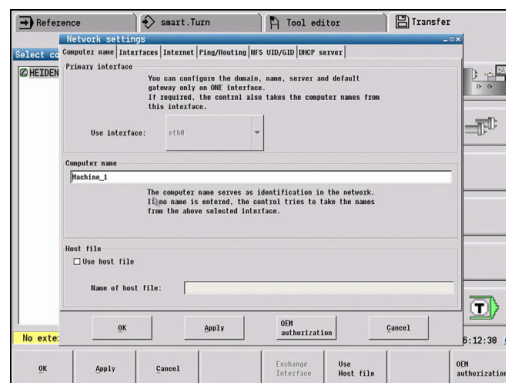 Reference
smart.Turn
Tool editor
Transfer
Network settings
Select co
Computer name Interfaces Internet Ping/Routing NFS UID/GID DHCP server
HEIDEN
Primary interface
You can configure the domain, name, server and default
gateway only on ONE interface.
If required, the control also takes the computer names from
this interface.
Use interface: eth0
Computer name
Machine_1
The computer name serves as identification in the network.
If no name is entered, the control tries to take the names
from the above selected interface.
Host file
Use host file
Name of host file:
OK
Apply
OEM
authorization
Cancel
T
No exte
6:12:30
OK
Apply
Cancel
Exchange
Interface
Use
Host file
OEM
authorization